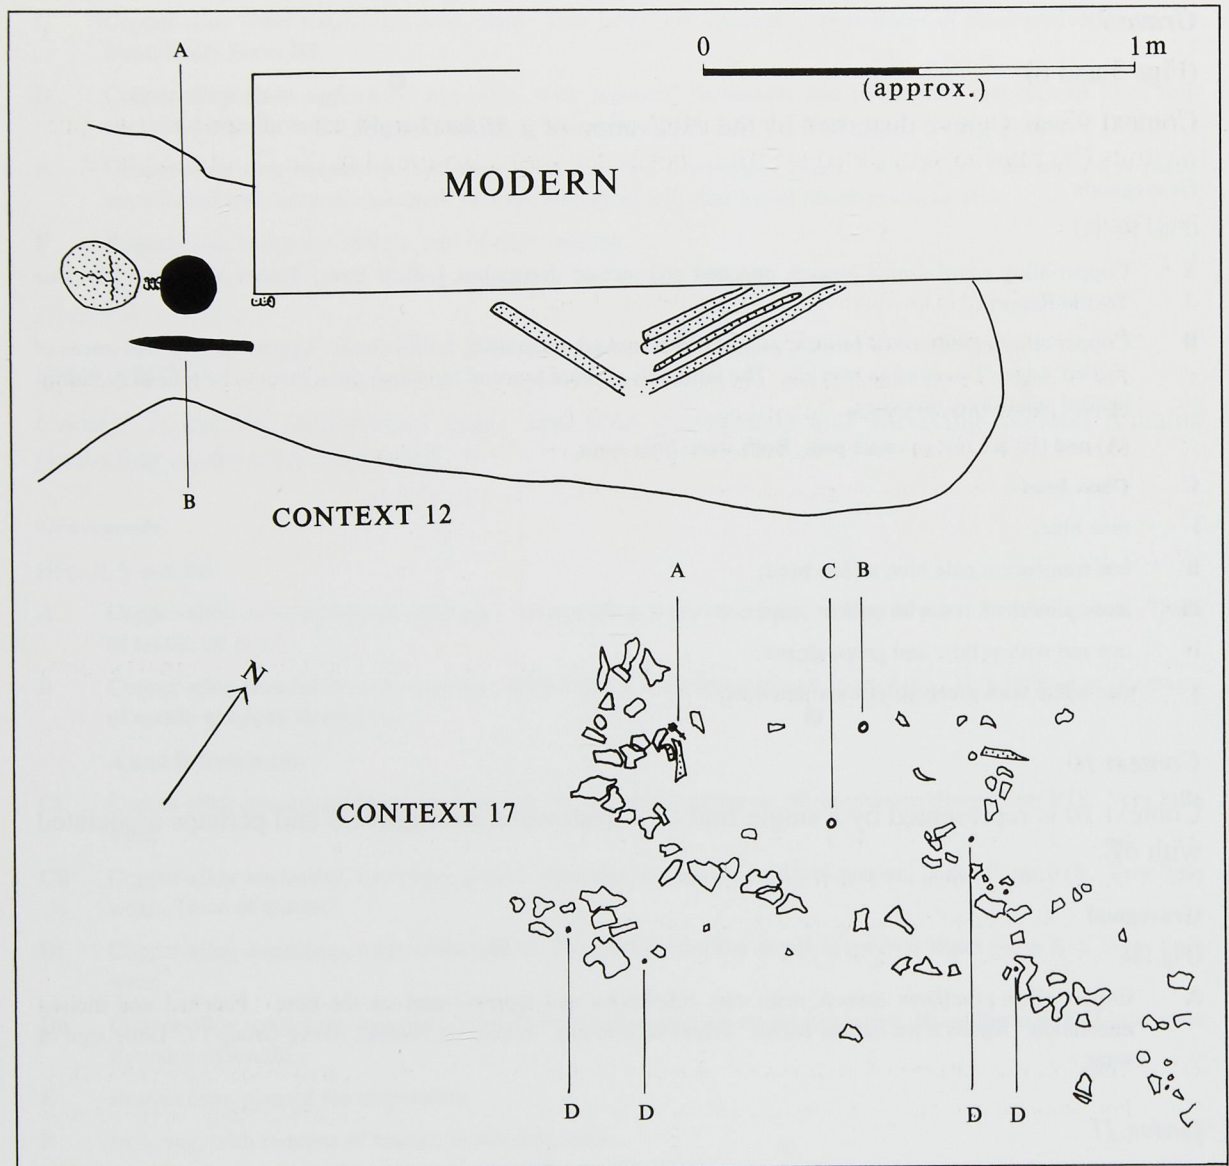 A
0 1 m
(approx.)
MODERN
B
CONTEXT 12
A C B
N
CONTEXT 17
D D D D